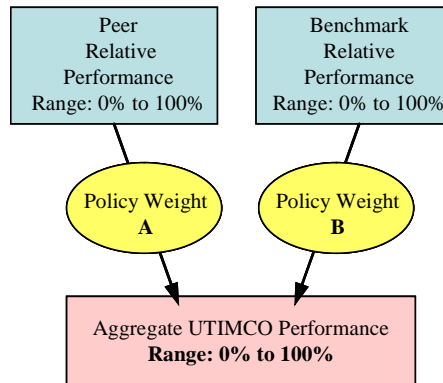 Peer
Relative
Performance
Range: 0% to 100%
Benchmark
Relative
Performance
Range: 0% to 100%
Policy Weight
A
Policy Weight
B
Aggregate UTIMCO Performance
Range: 0% to 100%